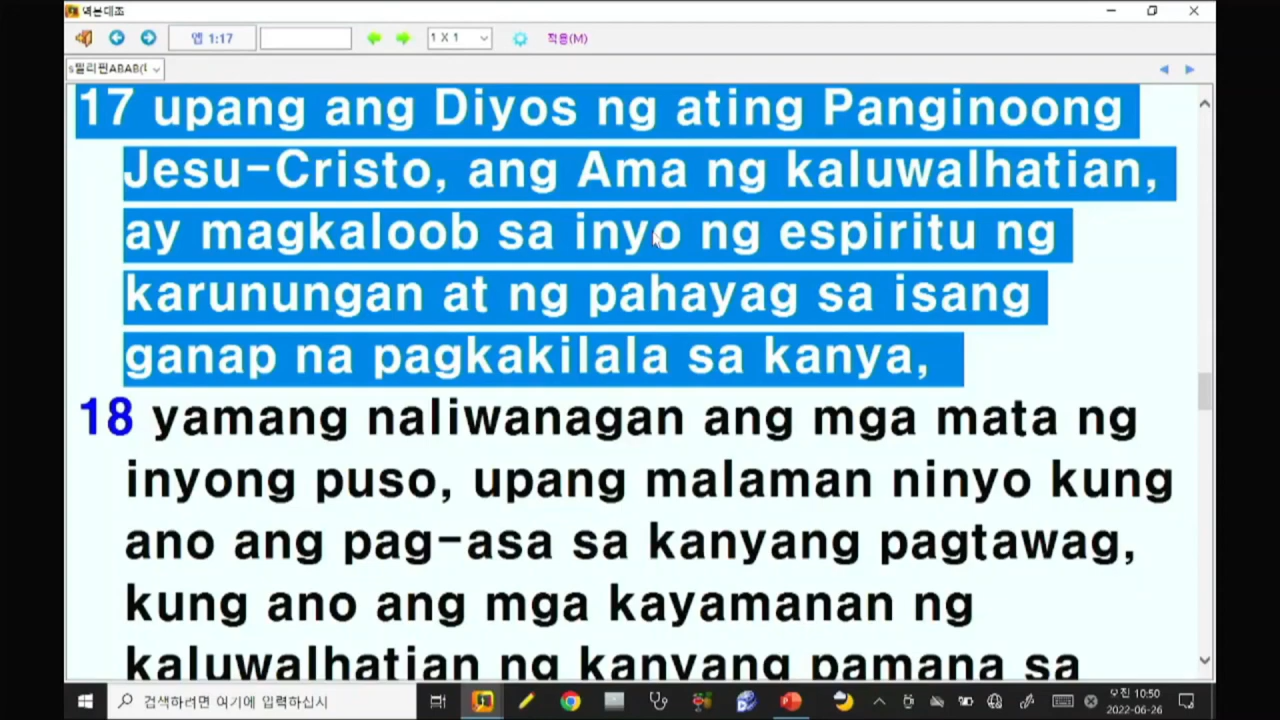 역본대조
엡 1:17
1 X 1
적용(M)
s필리핀ABAB(
17 upang ang Diyos ng ating Panginoong
Jesu-Cristo, ang Ama ng kaluwalhatian,
ay magkaloob sa inyo ng espiritu ng
karunungan at ng pahayag sa isang
ganap na pagkakilala sa kanya,
18 yamang naliwanagan ang mga mata ng
inyong puso, upang malaman ninyo kung
ano ang pag-asa sa kanyang pagtawag,
kung ano ang mga kayamanan ng
kaluwalhatian ng kanyang pamana sa
검색하려면 여기에 입력하십시
오전 10:50
2022-06-26